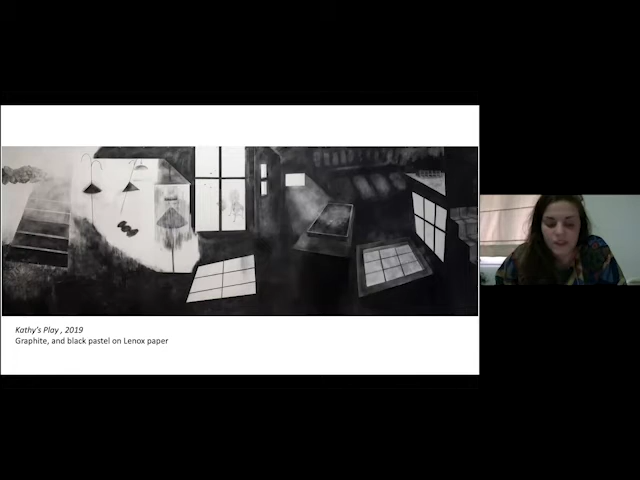 Kathy's Play , 2019
Graphite, and black pastel on Lenox paper